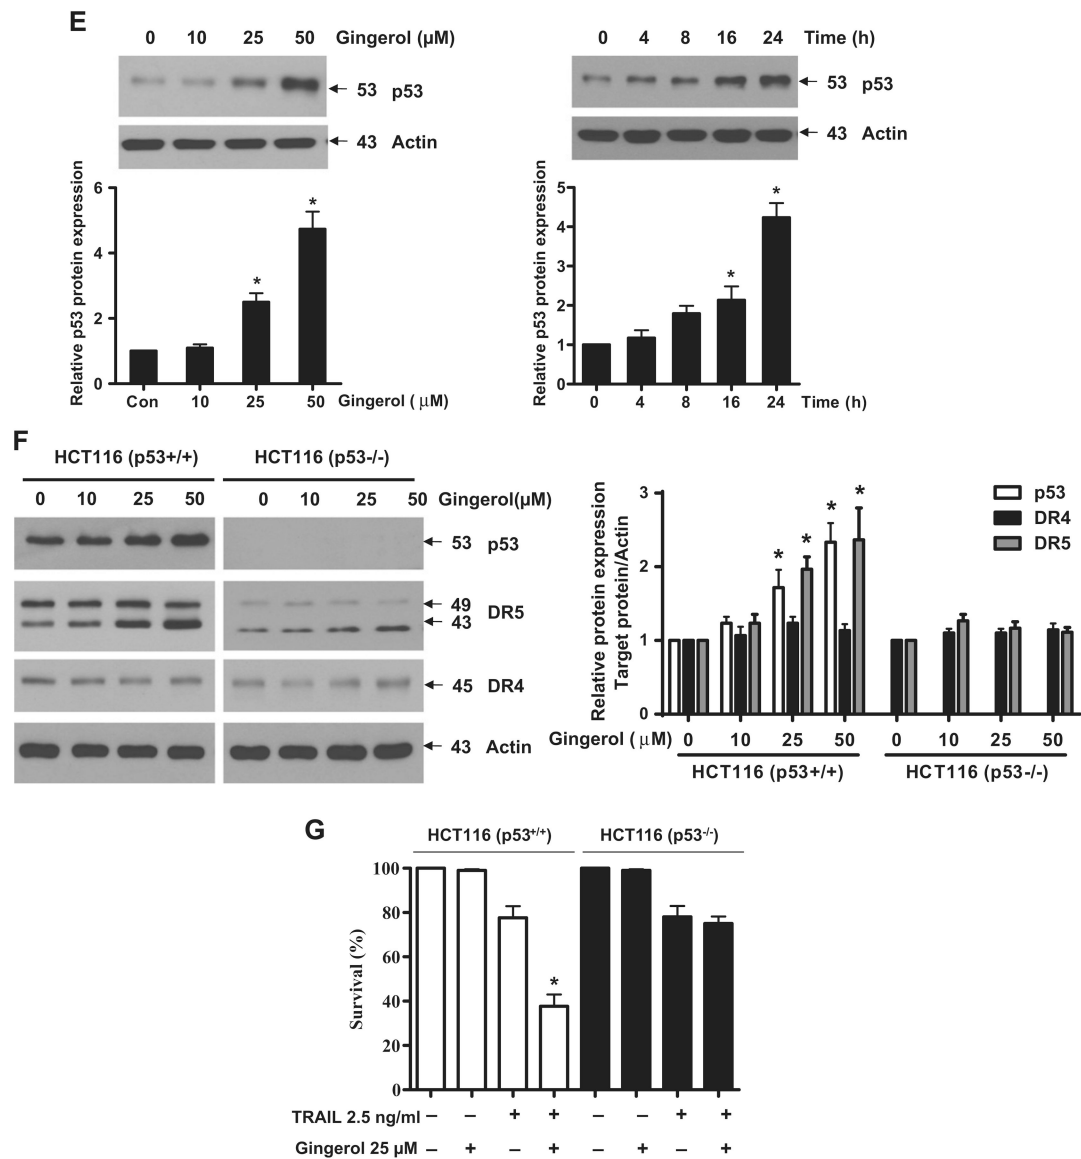 E
0 10 25 50 Gingerol (µM)
53 p53
43 Actin
Relative p53 protein expression
6
4
2
0
* *
Con 10 25 50 Gingerol ( µM)
0 4 8 16 24 Time (h)
53 p53
43 Actin
Relative p53 protein expression
5
4
3
2
1
0
* *
0 4 8 16 24 Time (h)
F
HCT116 (p53+/+) HCT116 (p53-/-)
0 10 25 50 0 10 25 50 Gingerol(µM)
53 p53
49
DR5
43
45 DR4
43 Actin
Relative protein expression
Target protein/Actin
3
2
1
0
* * * *
p53
DR4
DR5
Gingerol ( µM) 0 10 25 50 0 10 25 50
HCT116 (p53+/+) HCT116 (p53-/-)
G
HCT116 (p53+/+) HCT116 (p53-/-)
Survival (%)
100
80
60
40
20
0
*
TRAIL 2.5 ng/ml – – + + – – + +
Gingerol 25 µM – + – + – + – +